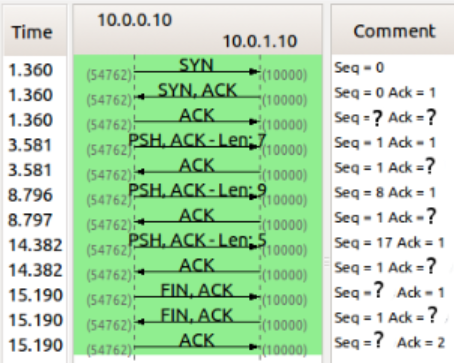 Time 10.0.0.10 10.0.1.10 Comment
1.360 (54762) SYN (10000) Seq = 0
1.360 (54762) SYN, ACK (10000) Seq = 0 Ack = 1
1.360 (54762) ACK (10000) Seq = ? Ack = ?
3.581 (54762) PSH, ACK - Len: 7 (10000) Seq = 1 Ack = 1
3.581 (54762) ACK (10000) Seq = 1 Ack = ?
8.796 (54762) PSH, ACK - Len: 9 (10000) Seq = 8 Ack = 1
8.797 (54762) ACK (10000) Seq = 1 Ack = ?
14.382 (54762) PSH, ACK - Len: 5 (10000) Seq = 17 Ack = 1
14.382 (54762) ACK (10000) Seq = 1 Ack = ?
15.190 (54762) FIN, ACK (10000) Seq = ? Ack = 1
15.190 (54762) FIN, ACK (10000) Seq = 1 Ack = ?
15.190 (54762) ACK (10000) Seq = ? Ack = 2